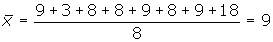 x̄ = (9 + 3 + 8 + 8 + 9 + 8 + 9 + 18) / 8 = 9